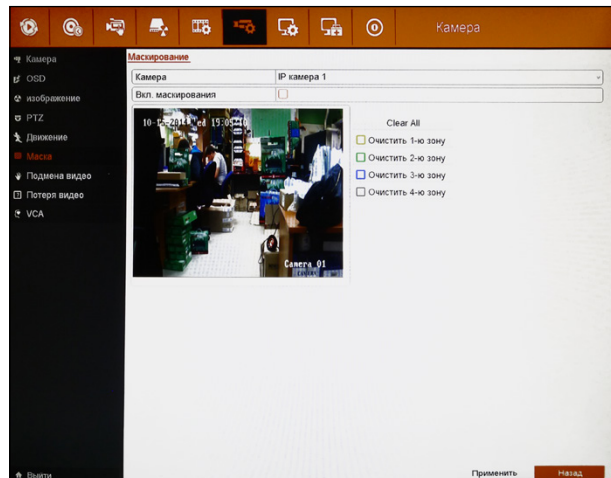 Камера
Камера
OSD
изображение
PTZ
Движение
Маска
Подмена видео
Потеря видео
VCA
Выйти
Маскирование
Камера IP камера 1
Вкл. маскирования
Camera 01
Clear All
Очистить 1-ю зону
Очистить 2-ю зону
Очистить 3-ю зону
Очистить 4-ю зону
Применить Назад